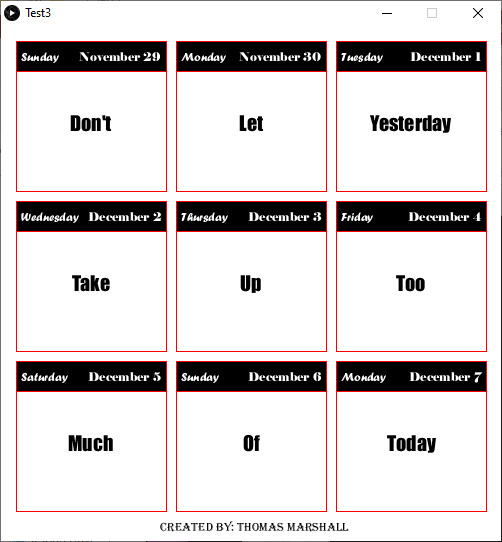 Test3
Sunday November 29
Don't
Monday November 30
Let
Tuesday December 1
Yesterday
Wednesday December 2
Take
Thursday December 3
Up
Friday December 4
Too
Saturday December 5
Much
Sunday December 6
Of
Monday December 7
Today
CREATED BY: THOMAS MARSHALL